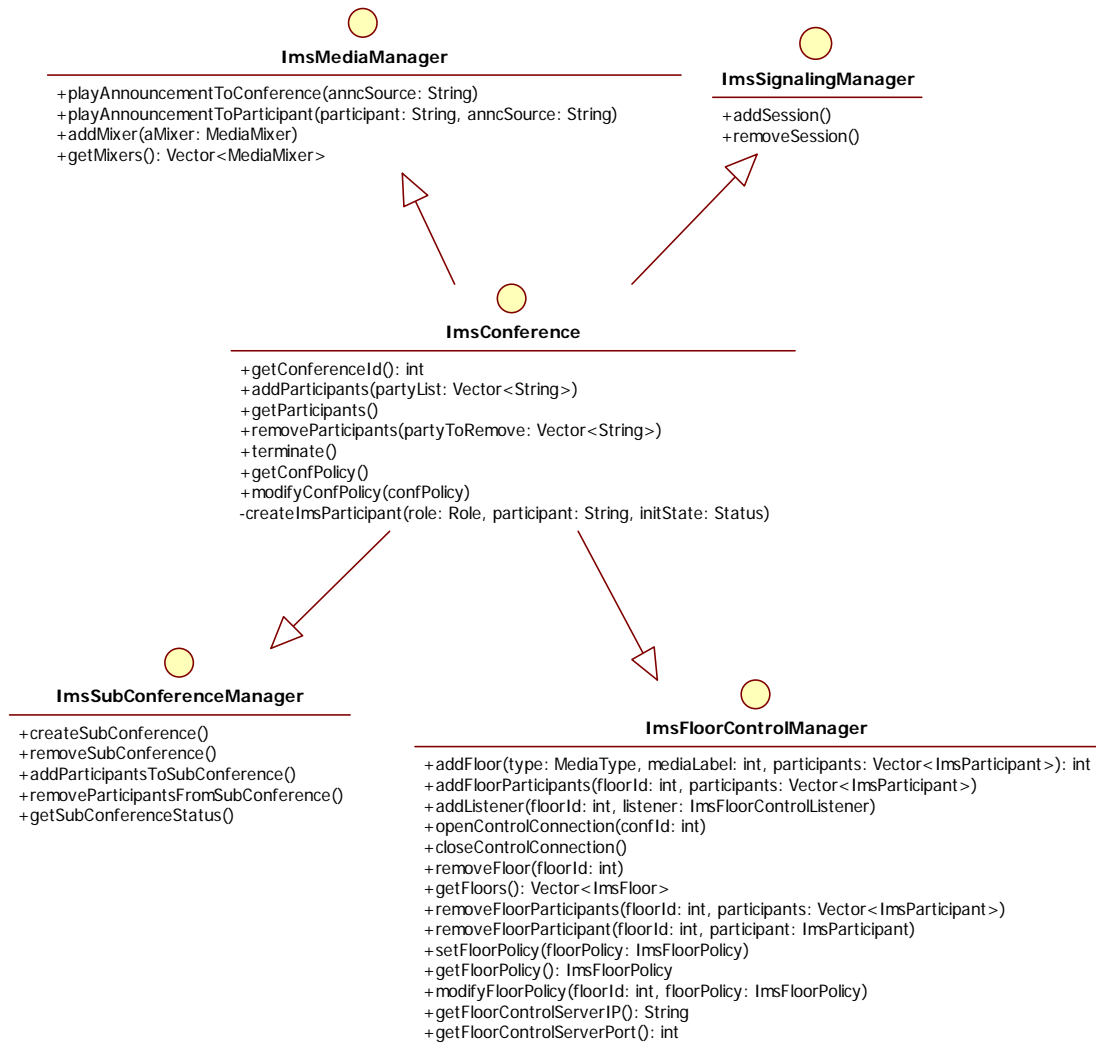 ImsMediaManager
+playAnnouncementToConference(anncSource: String)
+playAnnouncementToParticipant(participant: String, anncSource: String)
+addMixer(aMixer: MediaMixer)
+getMixers(): Vector<MediaMixer>
ImsSignalingManager
+addSession()
+removeSession()
ImsConference
+getConferenceId(): int
+addParticipants(partyList: Vector<String>)
+getParticipants()
+removeParticipants(partyToRemove: Vector<String>)
+terminate()
+getConfPolicy()
+modifyConfPolicy(confPolicy)
-createImsParticipant(role: Role, participant: String, initState: Status)
ImsSubConferenceManager
+createSubConference()
+removeSubConference()
+addParticipantsToSubConference()
+removeParticipantsFromSubConference()
+getSubConferenceStatus()
ImsFloorControlManager
+addFloor(type: MediaType, mediaLabel: int, participants: Vector<ImsParticipant>): int
+addFloorParticipants(floorId: int, participants: Vector<ImsParticipant>)
+addListener(floorId: int, listener: ImsFloorControlListener)
+openControlConnection(confId: int)
+closeControlConnection()
+removeFloor(floorId: int)
+getFloors(): Vector<ImsFloor>
+removeFloorParticipants(floorId: int, participants: Vector<ImsParticipant>)
+removeFloorParticipant(floorId: int, participant: ImsParticipant)
+setFloorPolicy(floorPolicy: ImsFloorPolicy)
+getFloorPolicy(): ImsFloorPolicy
+modifyFloorPolicy(floorId: int, floorPolicy: ImsFloorPolicy)
+getFloorControlServerIP(): String
+getFloorControlServerPort(): int